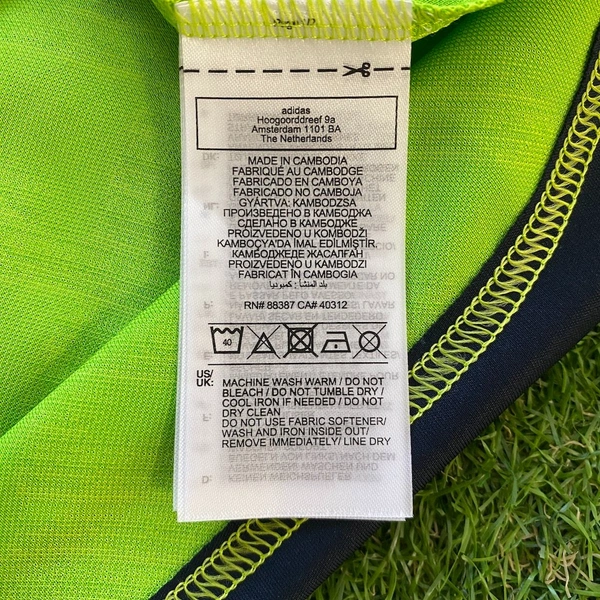 adidas
Hoogoorddreef 9a
Amsterdam 1101 BA
The Netherlands
MADE IN CAMBODIA
FABRIQUÉ AU CAMBODGE
FABRICADO EN CAMBOYA
FABRICADO NO CAMBOJA
GYÁRTVA: KAMBODZSA
ПРОИЗВЕДЕНО В КАМБОДЖА
СДЕЛАНО В КАМБОДЖЕ
PROIZVEDENO U KOMBODŽI
KAMBOÇYA'DA İMAL EDİLMİŞTİR.
КАМБОДЖЕДЕ ЖАСАЛҒАН
PROIZVEDENO U KAMBODŽI
FABRICAT ÎN CAMBOGIA
بلد المنشأ : كمبوديا
RN# 88387 CA# 40312
40
US/
UK: MACHINE WASH WARM / DO NOT
BLEACH / DO NOT TUMBLE DRY /
COOL IRON IF NEEDED / DO NOT
DRY CLEAN
DO NOT USE FABRIC SOFTENER/
WASH AND IRON INSIDE OUT/
REMOVE IMMEDIATELY/ LINE DRY